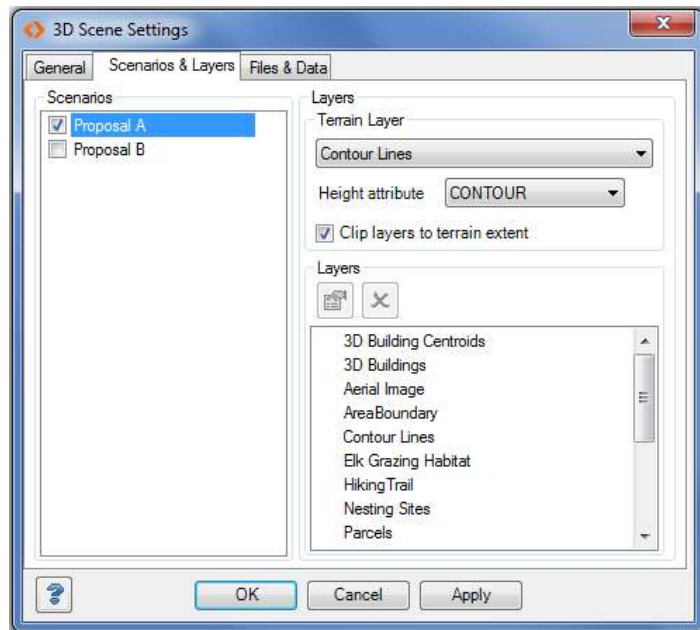 3D Scene Settings
General
Scenarios & Layers
Files & Data
Scenarios
Proposal A
Proposal B
Layers
Terrain Layer
Contour Lines
Height attribute
CONTOUR
Clip layers to terrain extent
Layers
3D Building Centroids
3D Buildings
Aerial Image
AreaBoundary
Contour Lines
Elk Grazing Habitat
HikingTrail
Nesting Sites
Parcels
?
OK
Cancel
Apply